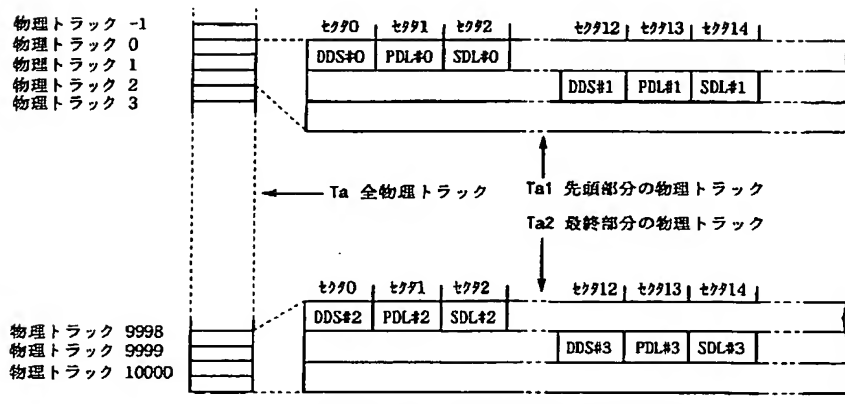 物理トラック -1
物理トラック 0
物理トラック 1
物理トラック 2
物理トラック 3
セクタ0 セクタ1 セクタ2 セクタ12 セクタ13 セクタ14
DDS#0 PDL#0 SDL#0
DDS#1 PDL#1 SDL#1
Ta 全物理トラック
Ta1 先頭部分の物理トラック
Ta2 最終部分の物理トラック
セクタ0 セクタ1 セクタ2 セクタ12 セクタ13 セクタ14
物理トラック 9998
物理トラック 9999
物理トラック 10000
DDS#2 PDL#2 SDL#2
DDS#3 PDL#3 SDL#3